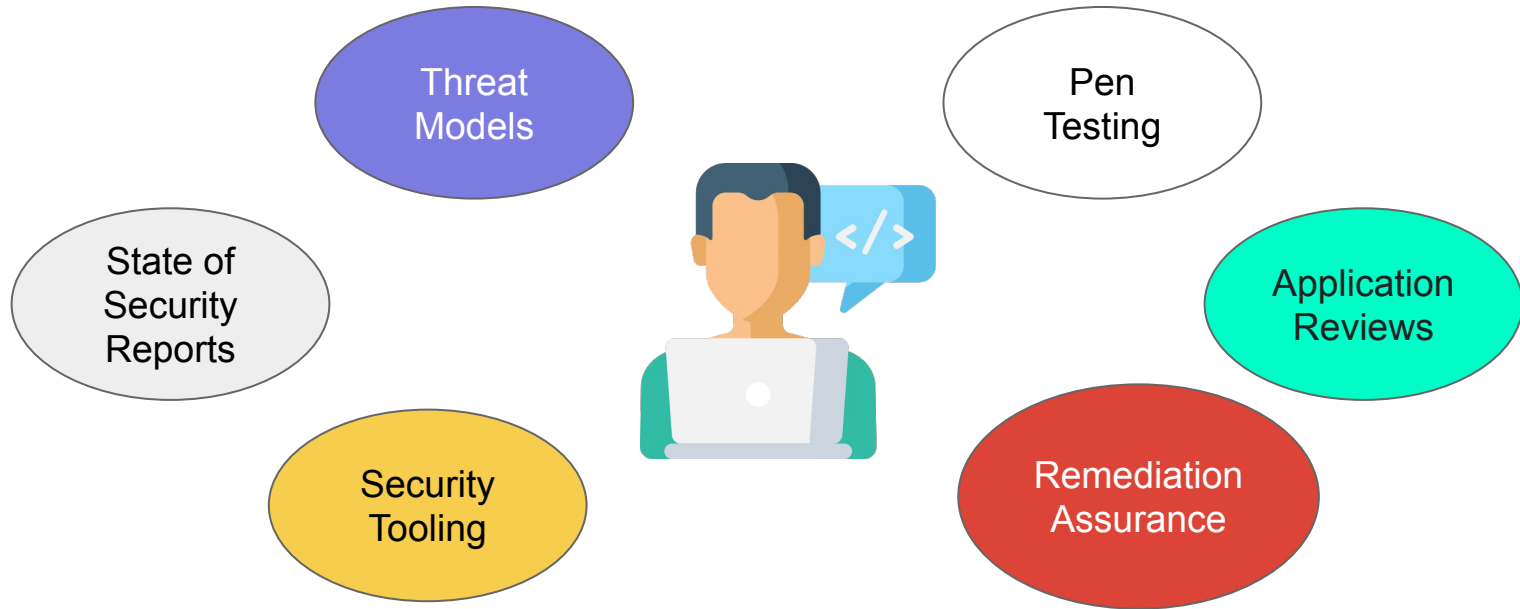 Threat
Models
Pen
Testing
</>
State of
Security
Reports
Application
Reviews
Security
Tooling
Remediation
Assurance